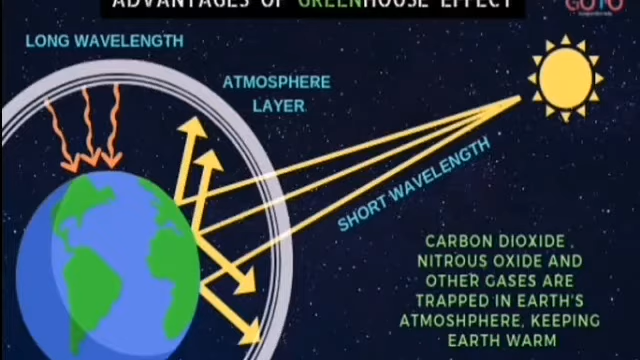 ADVANTAGES OF GREENHOUSE EFFECT
GOTO
LONG WAVELENGTH
ATMOSPHERE
LAYER
SHORT WAVELENGTH
CARBON DIOXIDE ,
NITROUS OXIDE AND
OTHER GASES ARE
TRAPPED IN EARTH'S
ATMOSHPHERE, KEEPING
EARTH WARM